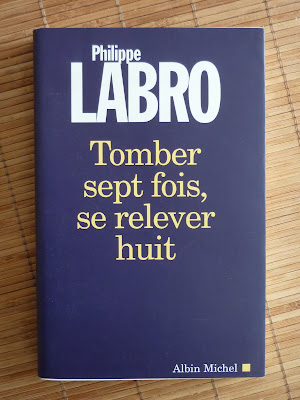 Philippe
LABRO
Tomber
sept fois,
se relever
huit
Albin Michel